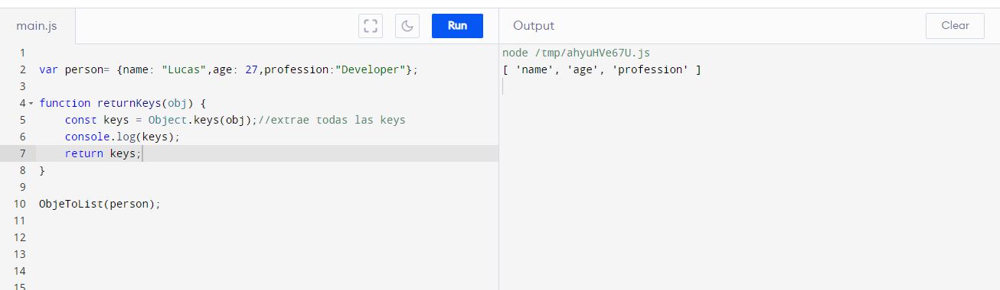 main.js
Run
Output
Clear
1
2 var person= {name: "Lucas",age: 27,profession:"Developer"};
3
4 function returnKeys(obj) {
5 const keys = Object.keys(obj);//extrae todas las keys
6 console.log(keys);
7 return keys;
8 }
9
10 ObjeToList(person);
11
12
13
14
15
node /tmp/ahyuHVe67U.js
[ 'name', 'age', 'profession' ]